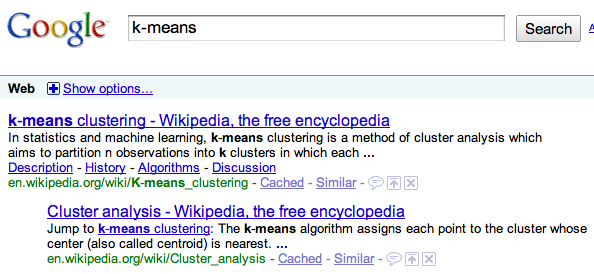 Google™ k-means Search A
Web Show options...
k-means clustering - Wikipedia, the free encyclopedia
In statistics and machine learning, k-means clustering is a method of cluster analysis which
aims to partition n observations into k clusters in which each ...
Description - History - Algorithms - Discussion
en.wikipedia.org/wiki/K-means_clustering - Cached - Similar -
Cluster analysis - Wikipedia, the free encyclopedia
Jump to k-means clustering: The k-means algorithm assigns each point to the cluster whose
center (also called centroid) is nearest. ...
en.wikipedia.org/wiki/Cluster_analysis - Cached - Similar -